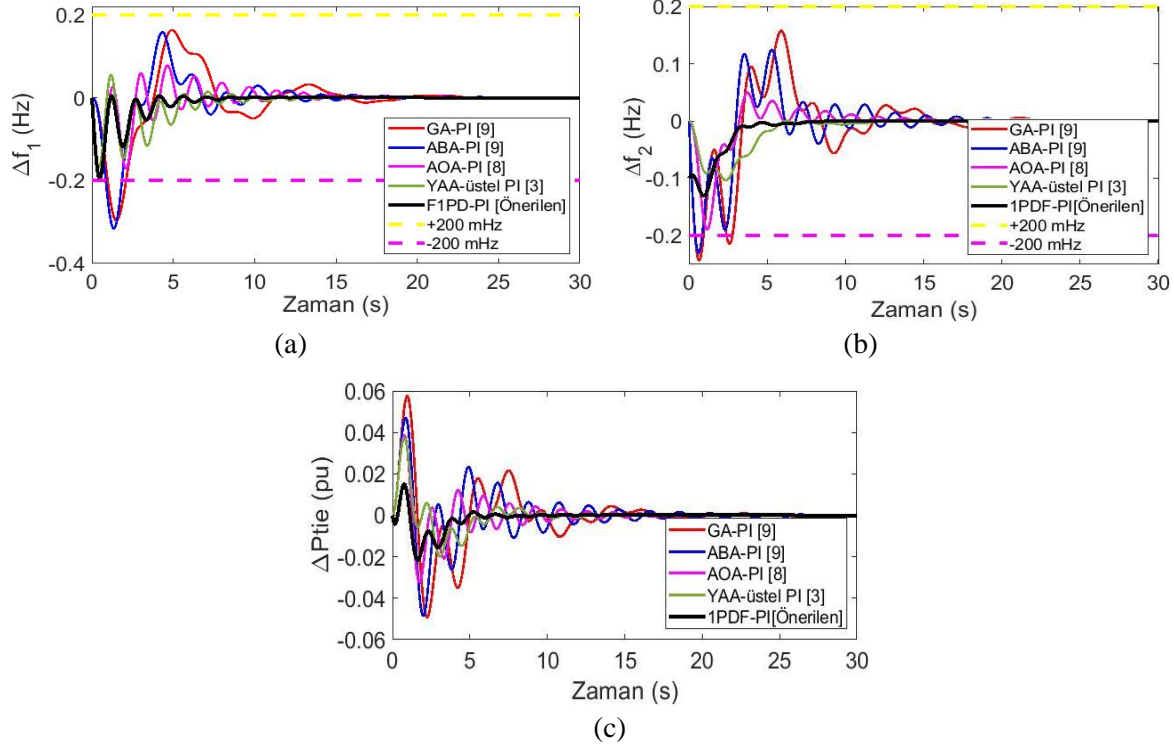 (a)
0.2
0
-0.2
-0.4
Δf1 (Hz)
0 5 10 15 20 25 30
Zaman (s)
GA-PI [9]
ABA-PI [9]
AOA-PI [8]
YAA-üstel PI [3]
F1PD-PI [Önerilen]
+200 mHz
-200 mHz
(a)
0.2
0.1
0
-0.1
-0.2
Δf2 (Hz)
0 5 10 15 20 25 30
Zaman (s)
GA-PI [9]
ABA-PI [9]
AOA-PI [8]
YAA-üstel PI [3]
1PDF-PI[Önerilen]
+200 mHz
-200 mHz
(b)
0.06
0.04
0.02
0
-0.02
-0.04
-0.06
ΔPtie (pu)
0 5 10 15 20 25 30
Zaman (s)
GA-PI [9]
ABA-PI [9]
AOA-PI [8]
YAA-üstel PI [3]
1PDF-PI[Önerilen]
(c)